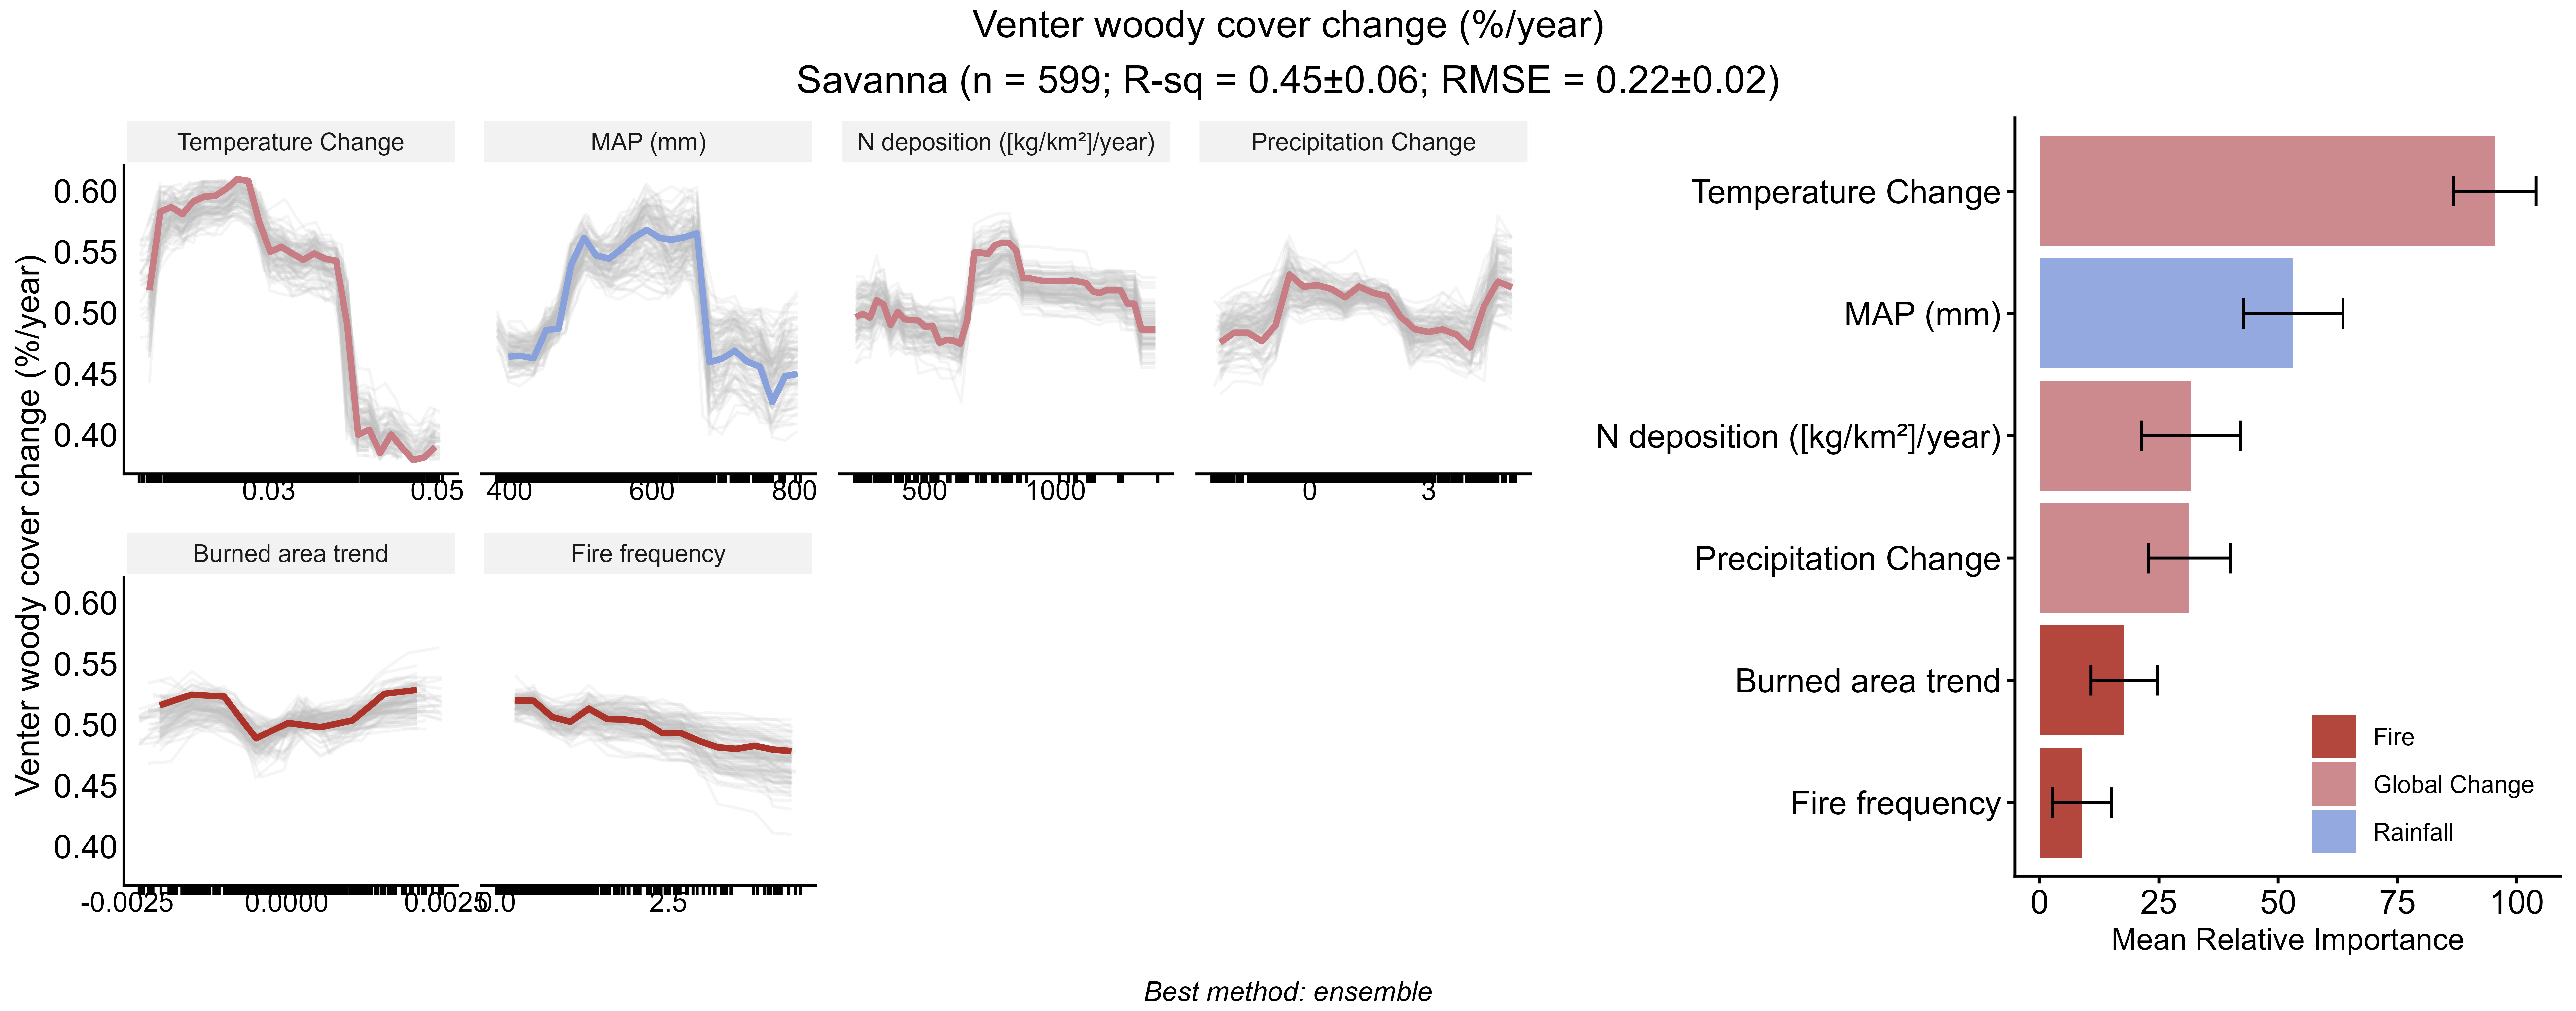 Venter woody cover change (%/year)
Savanna (n = 599; R-sq = 0.45±0.06; RMSE = 0.22±0.02)
Venter woody cover change (%/year)
Temperature Change
MAP (mm)
N deposition ([kg/km²]/year)
Precipitation Change
0.60
0.55
0.50
0.45
0.40
0.03 0.05
400 600 800
500 1000
0 3
Burned area trend
Fire frequency
0.60
0.55
0.50
0.45
0.40
-0.0025 0.0000 0.0025
0.0 2.5
Temperature Change
MAP (mm)
N deposition ([kg/km²]/year)
Precipitation Change
Burned area trend
Fire frequency
Fire
Global Change
Rainfall
0 25 50 75 100
Mean Relative Importance
Best method: ensemble